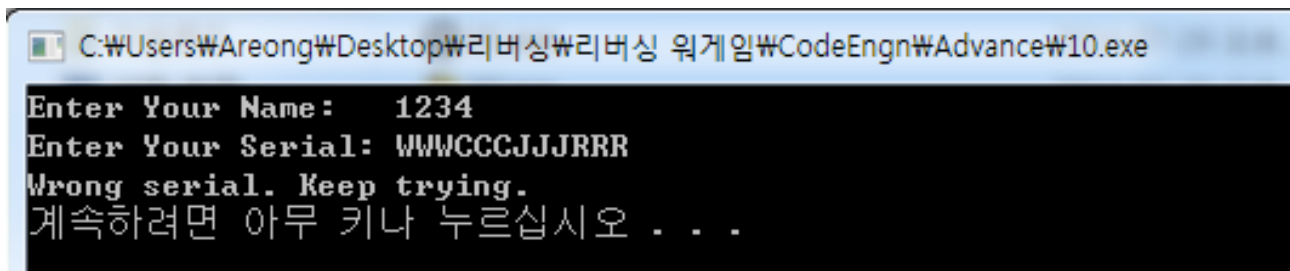 C:₩Users₩Areong₩Desktop₩리버싱₩리버싱 워게임₩CodeEngn₩Advance₩10.exe
Enter Your Name:   1234
Enter Your Serial: WWWCCCJJJRRR
Wrong serial. Keep trying.
계속하려면 아무 키나 누르십시오 . . .